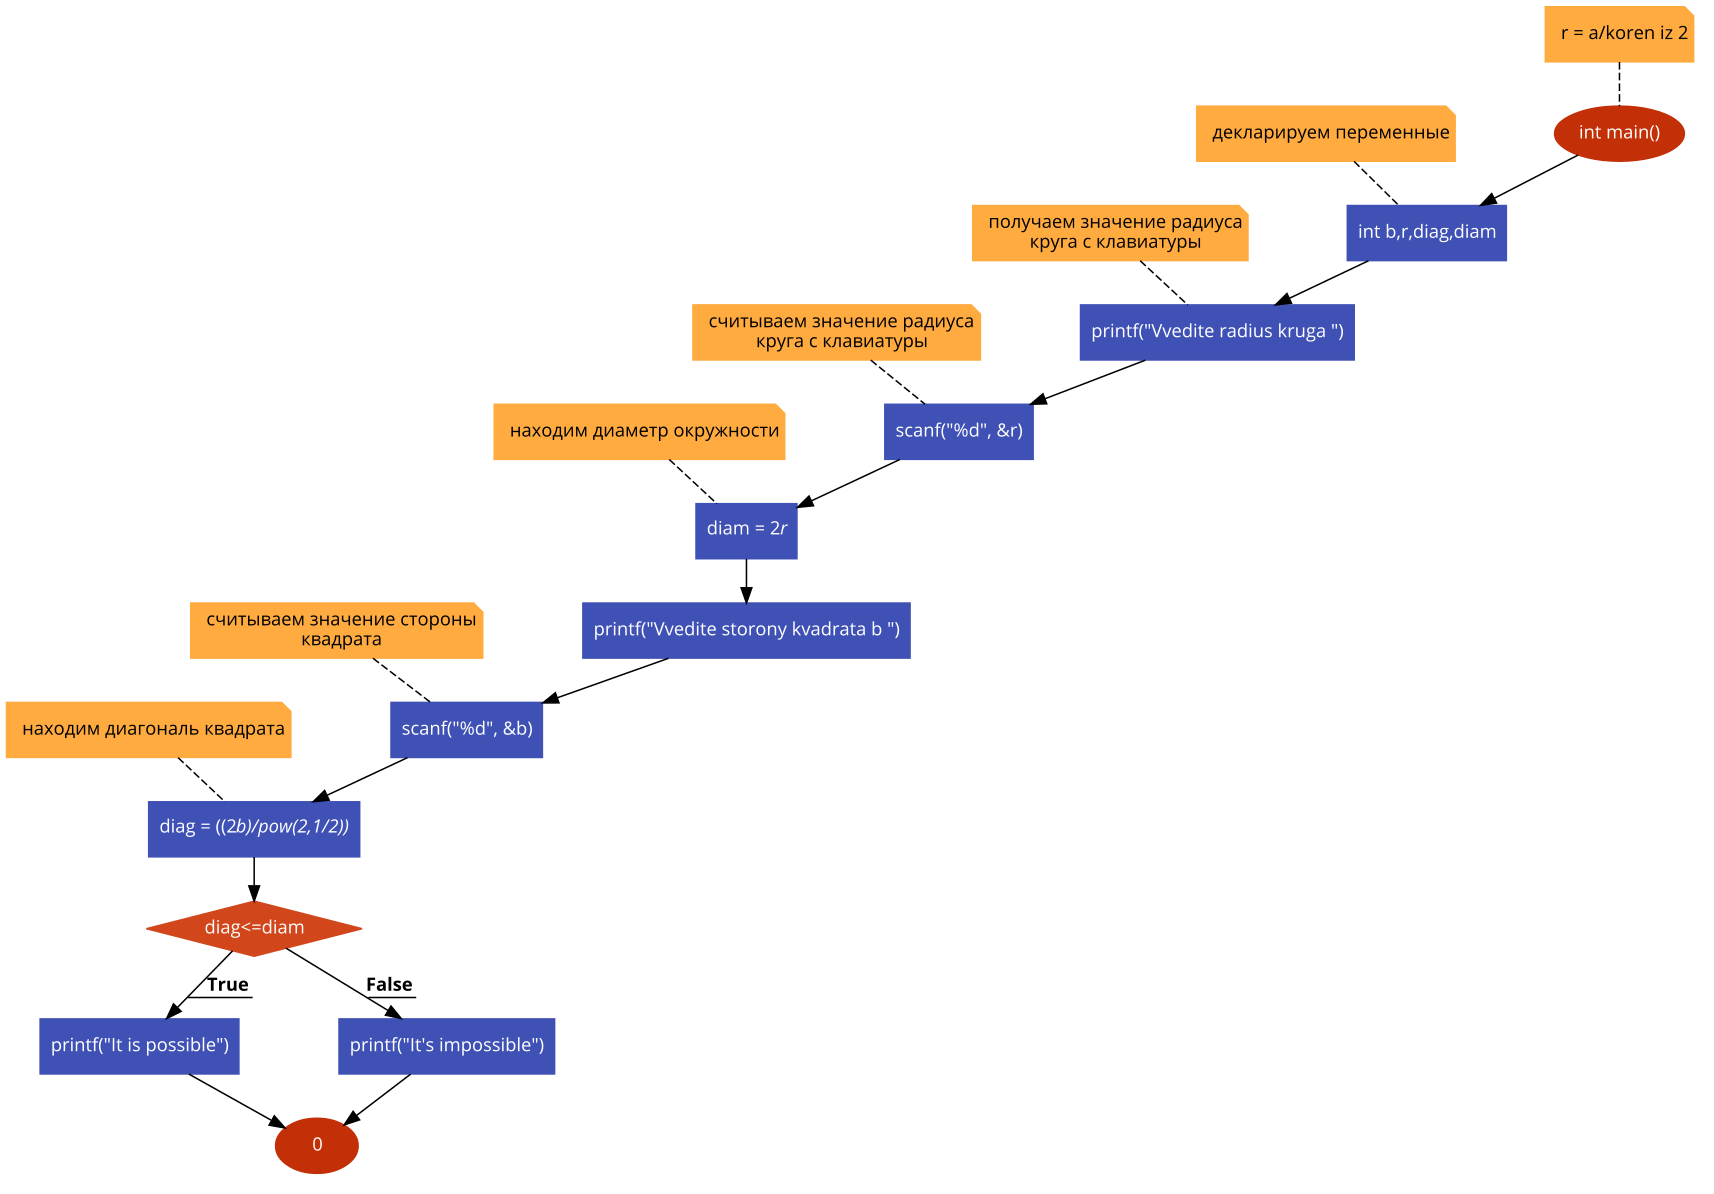 r = a/koren iz 2
int main()
декларируем переменные
int b,r,diag,diam
получаем значение радиуса
круга с клавиатуры
printf("Vvedite radius kruga ")
считываем значение радиуса
круга с клавиатуры
scanf("%d", &r)
находим диаметр окружности
diam = 2r
printf("Vvedite storony kvadrata b ")
считываем значение стороны
квадрата
scanf("%d", &b)
находим диагональ квадрата
diag = ((2b)/pow(2,1/2))
diag<=diam
True
False
printf("It is possible")
printf("It's impossible")
0